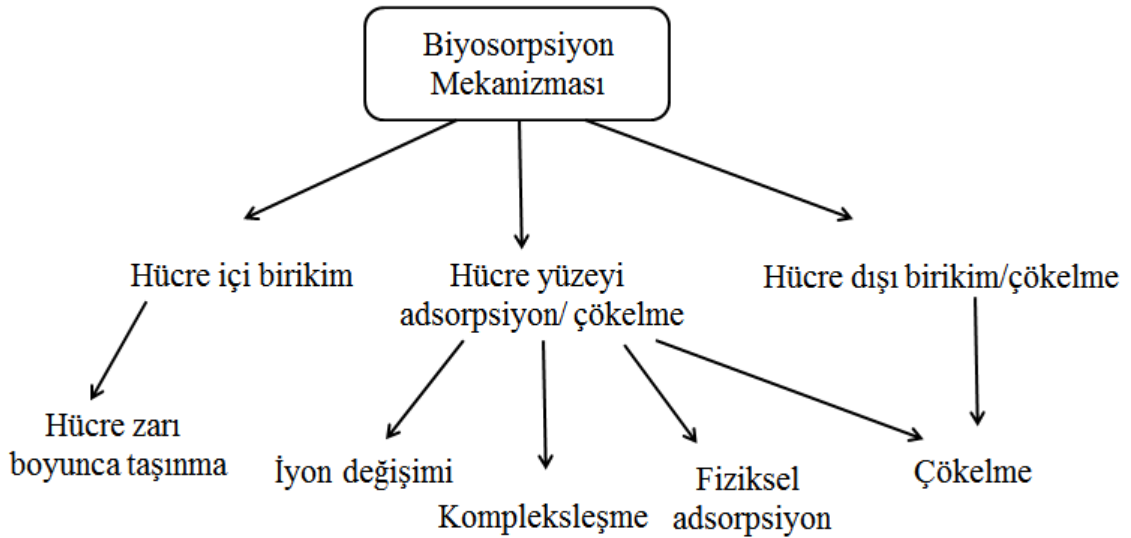 Biyosorpsiyon
Mekanizması
Hücre içi birikim
Hücre yüzeyi
adsorpsiyon/ çökelme
Hücre dışı birikim/çökelme
Hücre zarı
boyunca taşınma
İyon değişimi
Kompleksleşme
Fiziksel
adsorpsiyon
Çökelme